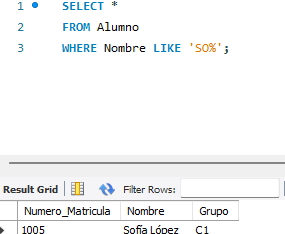 1 SELECT *
2 FROM Alumno
3 WHERE Nombre LIKE 'SO%';
Result Grid Filter Rows:
Numero_Matricula Nombre Grupo
1005 Sofía López C1